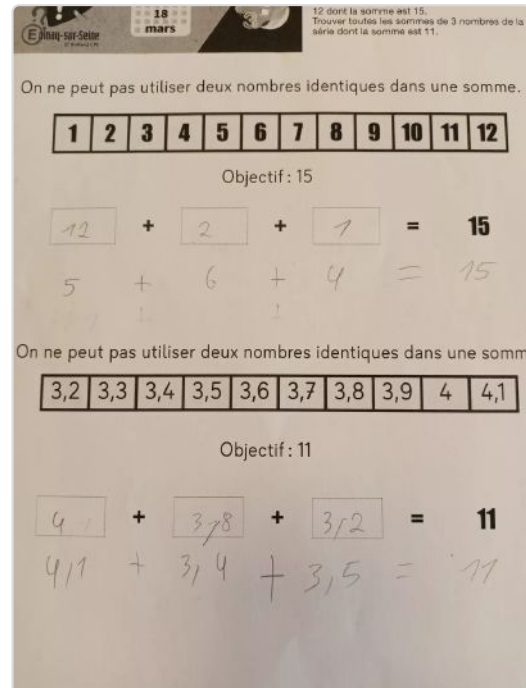 12 dont la somme est 15.
Trouver toutes les sommes de 3 nombres de la
série dont la somme est 11.
18
mars
Epinay-sur-Seine
On ne peut pas utiliser deux nombres identiques dans une somme.
1 2 3 4 5 6 7 8 9 10 11 12
Objectif : 15
12 + 2 + 1 = 15
5 + 6 + 4 = 15
On ne peut pas utiliser deux nombres identiques dans une somm
3,2 3,3 3,4 3,5 3,6 3,7 3,8 3,9 4 4,1
Objectif : 11
4 + 3,8 + 3,2 = 11
4,1 + 3,4 + 3,5 = 11